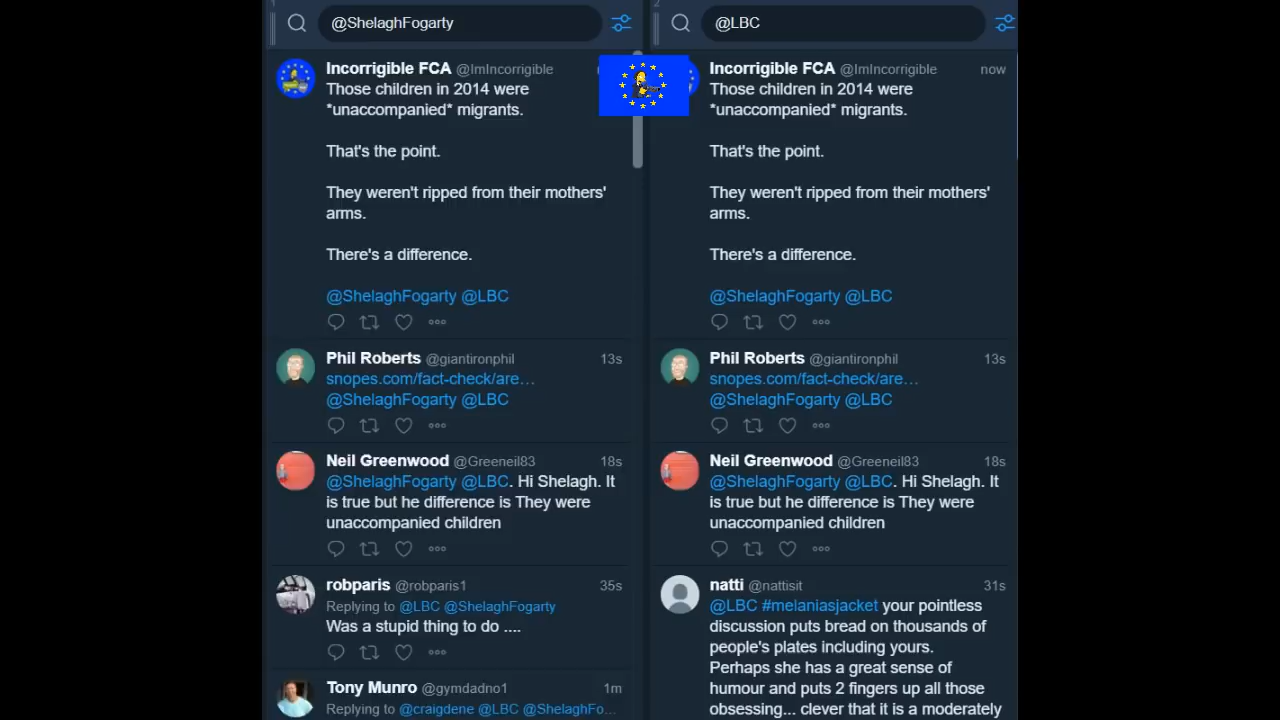 1
@ShelaghFogarty
Incorrigible FCA @ImIncorrigible
Those children in 2014 were
*unaccompanied* migrants.
That's the point.
They weren't ripped from their mothers'
arms.
There's a difference.
@ShelaghFogarty @LBC
Phil Roberts @giantironphil 13s
snopes.com/fact-check/are…
@ShelaghFogarty @LBC
Neil Greenwood @Greeneil83 18s
@ShelaghFogarty @LBC. Hi Shelagh. It
is true but he difference is They were
unaccompanied children
robparis @robparis1 35s
Replying to @LBC @ShelaghFogarty
Was a stupid thing to do ....
Tony Munro @gymdadno1 1m
Replying to @craigdene @LBC @ShelaghFo...
2
@LBC
Incorrigible FCA @ImIncorrigible now
Those children in 2014 were
*unaccompanied* migrants.
That's the point.
They weren't ripped from their mothers'
arms.
There's a difference.
@ShelaghFogarty @LBC
Phil Roberts @giantironphil 13s
snopes.com/fact-check/are…
@ShelaghFogarty @LBC
Neil Greenwood @Greeneil83 18s
@ShelaghFogarty @LBC. Hi Shelagh. It
is true but he difference is They were
unaccompanied children
natti @nattisit 31s
@LBC #melaniasjacket your pointless
discussion puts bread on thousands of
people's plates including yours.
Perhaps she has a great sense of
humour and puts 2 fingers up all those
obsessing... clever that it is a moderately